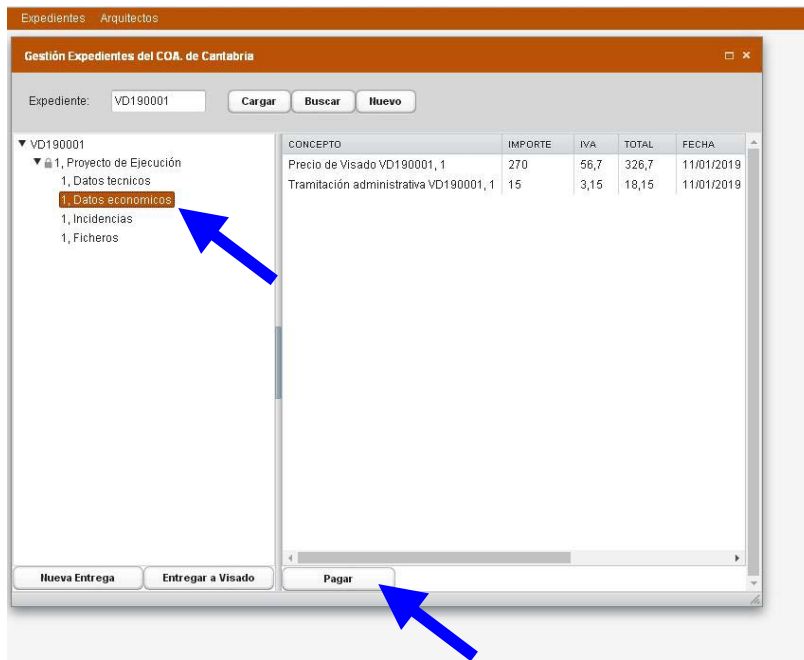 Expedientes Arquitectos
Gestión Expedientes del COA. de Cantabria
Expediente: VD190001 Cargar Buscar Nuevo
VD190001
1, Proyecto de Ejecución
1, Datos tecnicos
1, Datos economicos
1, Incidencias
1, Ficheros
CONCEPTO IMPORTE IVA TOTAL FECHA
Precio de Visado VD190001, 1 270 56,7 326,7 11/01/2019
Tramitación administrativa VD190001, 1 15 3,15 18,15 11/01/2019
Nueva Entrega Entregar a Visado Pagar